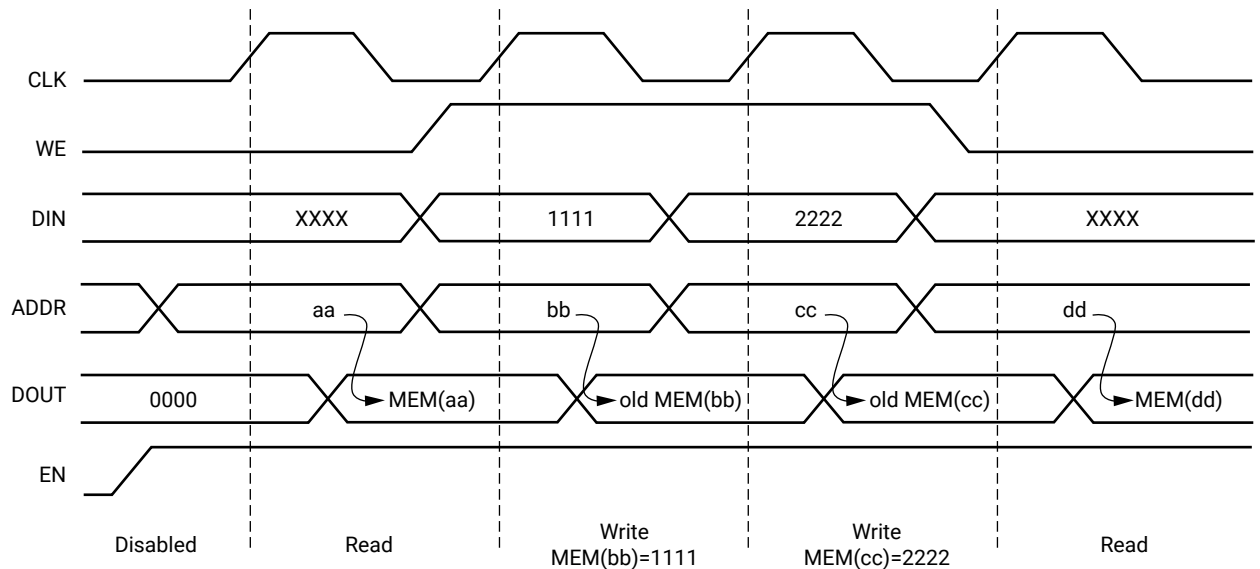 CLK
WE
DIN
XXXX
1111
2222
XXXX
ADDR
aa
bb
cc
dd
DOUT
0000
MEM(aa)
old MEM(bb)
old MEM(cc)
MEM(dd)
EN
Disabled
Read
Write
MEM(bb)=1111
Write
MEM(cc)=2222
Read